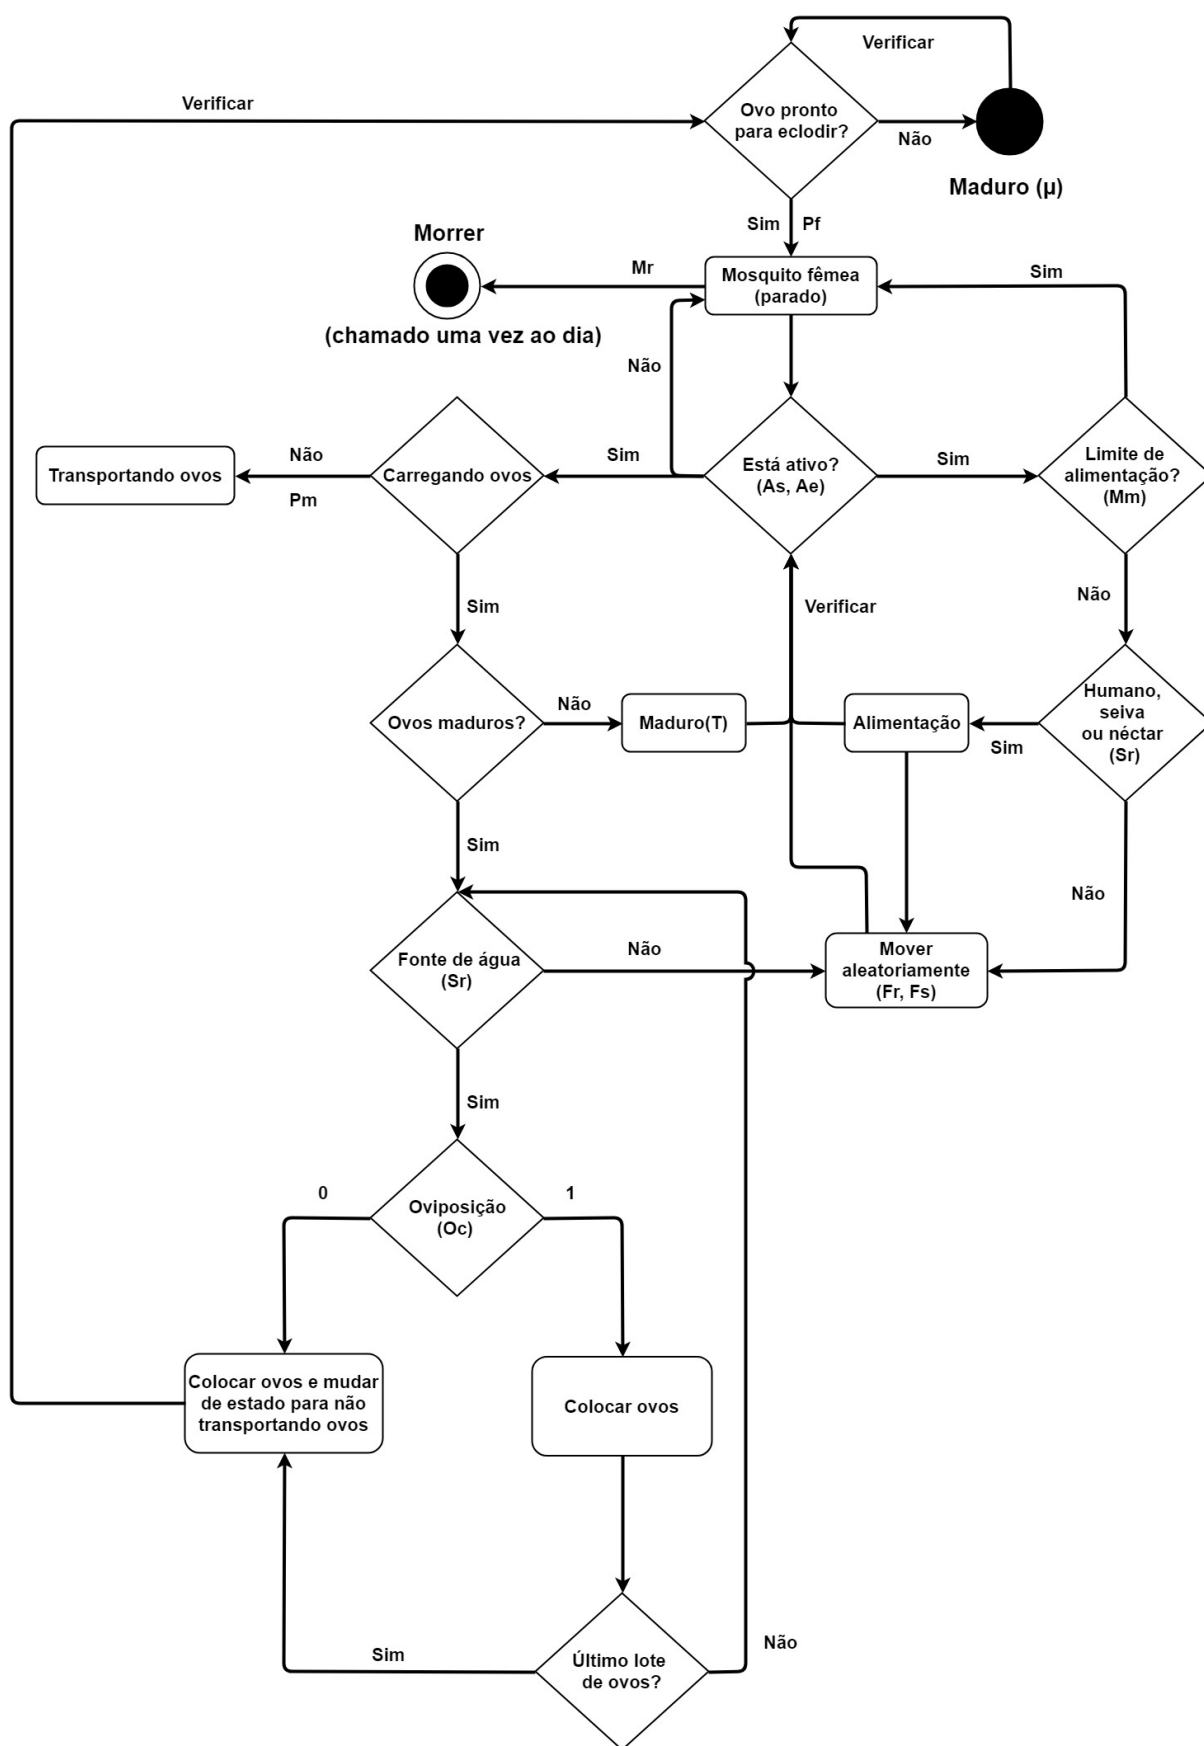 Verificar
Verificar
Ovo pronto
para eclodir?
Não
Maduro (µ)
Sim
Pf
Morrer
Mr
Mosquito fêmea
(parado)
Sim
(chamado uma vez ao dia)
Não
Transportando ovos
Não
Pm
Carregando ovos
Sim
Está ativo?
(As, Ae)
Sim
Limite de
alimentação?
(Mm)
Sim
Verificar
Não
Ovos maduros?
Não
Maduro(T)
Alimentação
Sim
Humano,
seiva
ou néctar
(Sr)
Sim
Não
Fonte de água
(Sr)
Não
Mover
aleatoriamente
(Fr, Fs)
Sim
0
Oviposição
(Oc)
1
Colocar ovos e mudar
de estado para não
transportando ovos
Colocar ovos
Sim
Último lote
de ovos?
Não